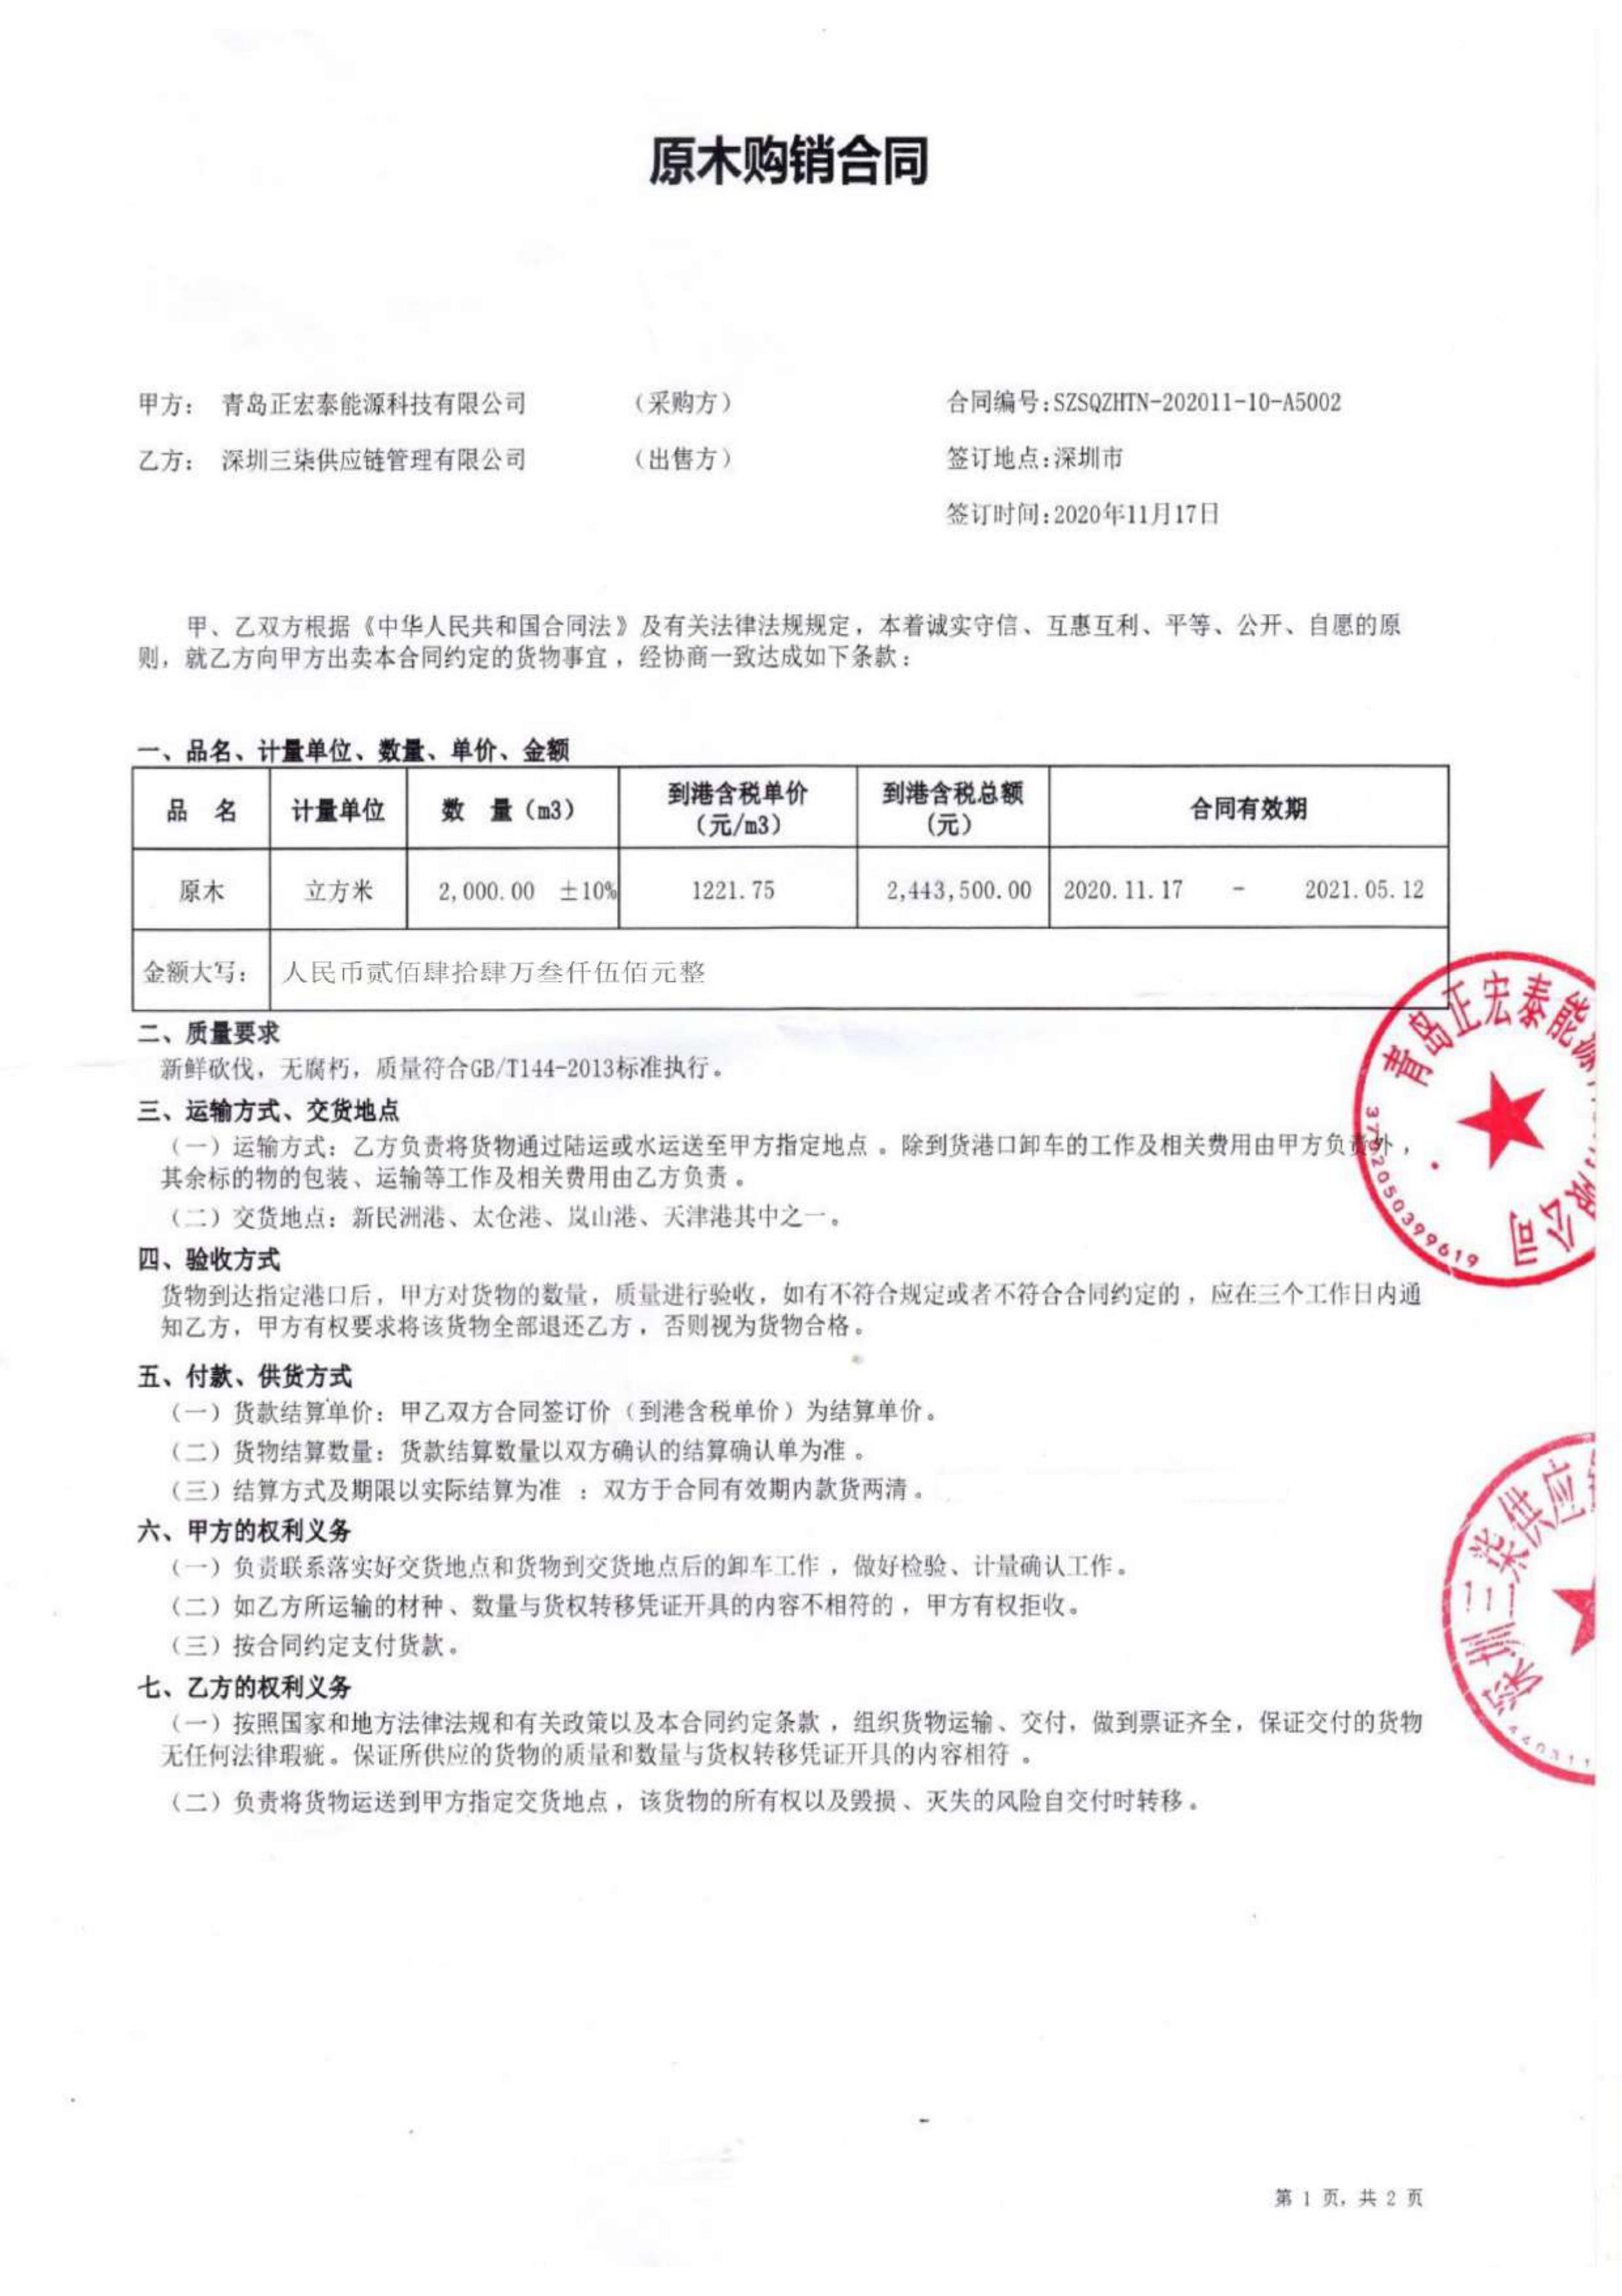 原木购销合同
甲方： 青岛正宏泰能源科技有限公司 （采购方） 合同编号:SZSQZHTN-202011-10-A5002
乙方： 深圳三柒供应链管理有限公司 （出售方） 签订地点:深圳市
签订时间:2020年11月17日
甲、乙双方根据《中华人民共和国合同法》及有关法律法规规定，本着诚实守信、互惠互利、平等、公开、自愿的原
则，就乙方向甲方出卖本合同约定的货物事宜，经协商一致达成如下条款：
一、品名、计量单位、数量、单价、金额
品 名 计量单位 数 量（m3） 到港含税单价（元/m3） 到港含税总额（元） 合同有效期
原木 立方米 2,000.00 ±10% 1221.75 2,443,500.00 2020.11.17 - 2021.05.12
金额大写： 人民币贰佰肆拾肆万叁仟伍佰元整
二、质量要求
新鲜砍伐，无腐朽，质量符合GB/T144-2013标准执行。
三、运输方式、交货地点
（一）运输方式：乙方负责将货物通过陆运或水运送至甲方指定地点。除到货港口卸车的工作及相关费用由甲方负责外，
其余标的物的包装、运输等工作及相关费用由乙方负责。
（二）交货地点：新民洲港、太仓港、岚山港、天津港其中之一。
四、验收方式
货物到达指定港口后，甲方对货物的数量，质量进行验收，如有不符合规定或者不符合合同约定的，应在三个工作日内通
知乙方，甲方有权要求将该货物全部退还乙方，否则视为货物合格。
五、付款、供货方式
（一）货款结算单价：甲乙双方合同签订价（到港含税单价）为结算单价。
（二）货物结算数量：货款结算数量以双方确认的结算确认单为准。
（三）结算方式及期限以实际结算为准：双方于合同有效期内款货两清。
六、甲方的权利义务
（一）负责联系落实好交货地点和货物到交货地点后的卸车工作，做好检验、计量确认工作。
（二）如乙方所运输的材种、数量与货权转移凭证开具的内容不相符的，甲方有权拒收。
（三）按合同约定支付货款。
七、乙方的权利义务
（一）按照国家和地方法律法规和有关政策以及本合同约定条款，组织货物运输、交付，做到票证齐全，保证交付的货物
无任何法律瑕疵。保证所供应的货物的质量和数量与货权转移凭证开具的内容相符。
（二）负责将货物运送到甲方指定交货地点，该货物的所有权以及毁损、灭失的风险自交付时转移。
青岛正宏泰能源
限公司
3702050399619
深圳三柒供应
440311
第 1 页，共 2 页